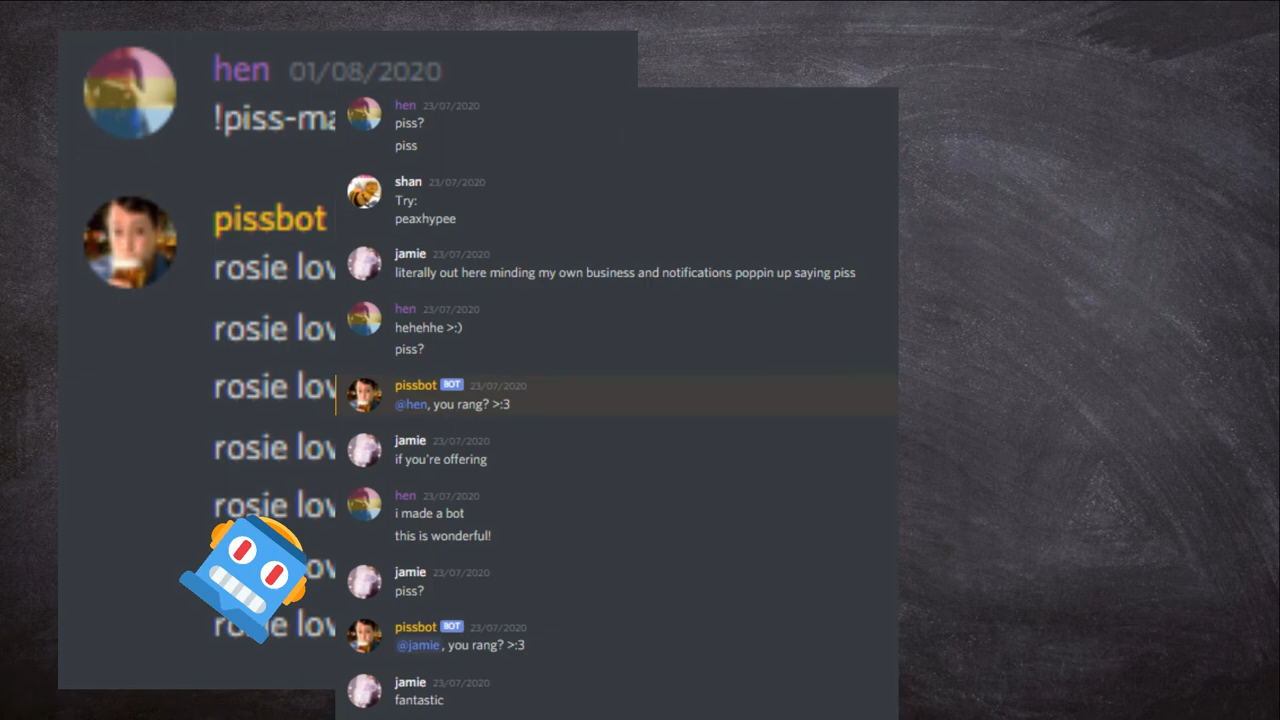 hen 01/08/2020
!piss-ma
pissbot
rosie lov
rosie lov
rosie lov
rosie lov
rosie lov
ov
ro e lov
hen 23/07/2020
piss?
piss
shan 23/07/2020
Try:
peaxhypee
jamie 23/07/2020
literally out here minding my own business and notifications poppin up saying piss
hen 23/07/2020
hehehhe >:)
piss?
pissbot BOT 23/07/2020
@hen, you rang? >:3
jamie 23/07/2020
if you're offering
hen 23/07/2020
i made a bot
this is wonderful!
jamie 23/07/2020
piss?
pissbot BOT 23/07/2020
@jamie, you rang? >:3
jamie 23/07/2020
fantastic